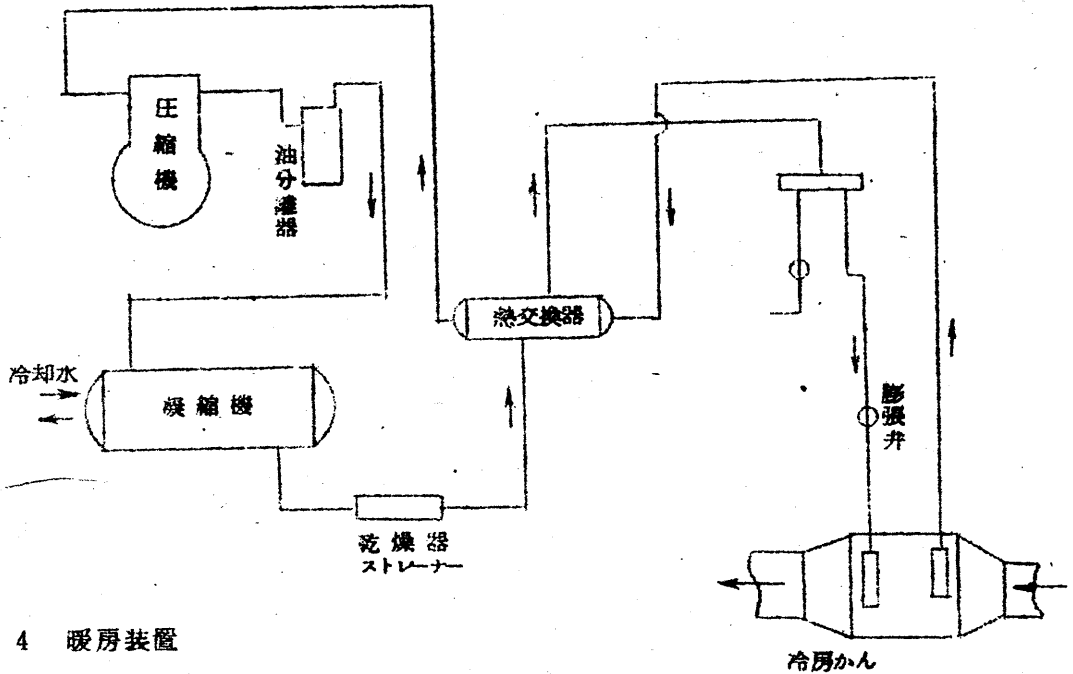 圧縮機
油分離器
熱交換器
冷却水
凝縮機
膨張弁
乾燥器
ストレーナー
冷房かん
4 暖房装置